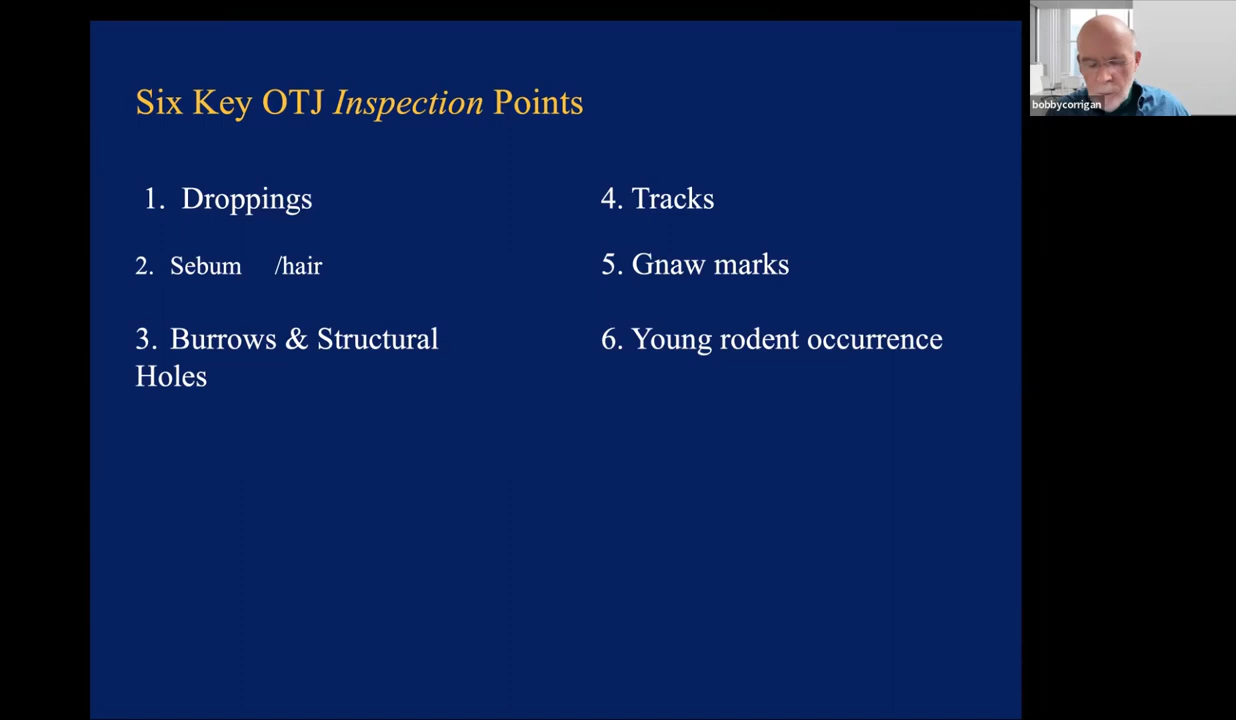 Six Key OTJ Inspection Points
1. Droppings
2. Sebum /hair
3. Burrows & Structural
Holes
4. Tracks
5. Gnaw marks
6. Young rodent occurrence
bobbycorrigan